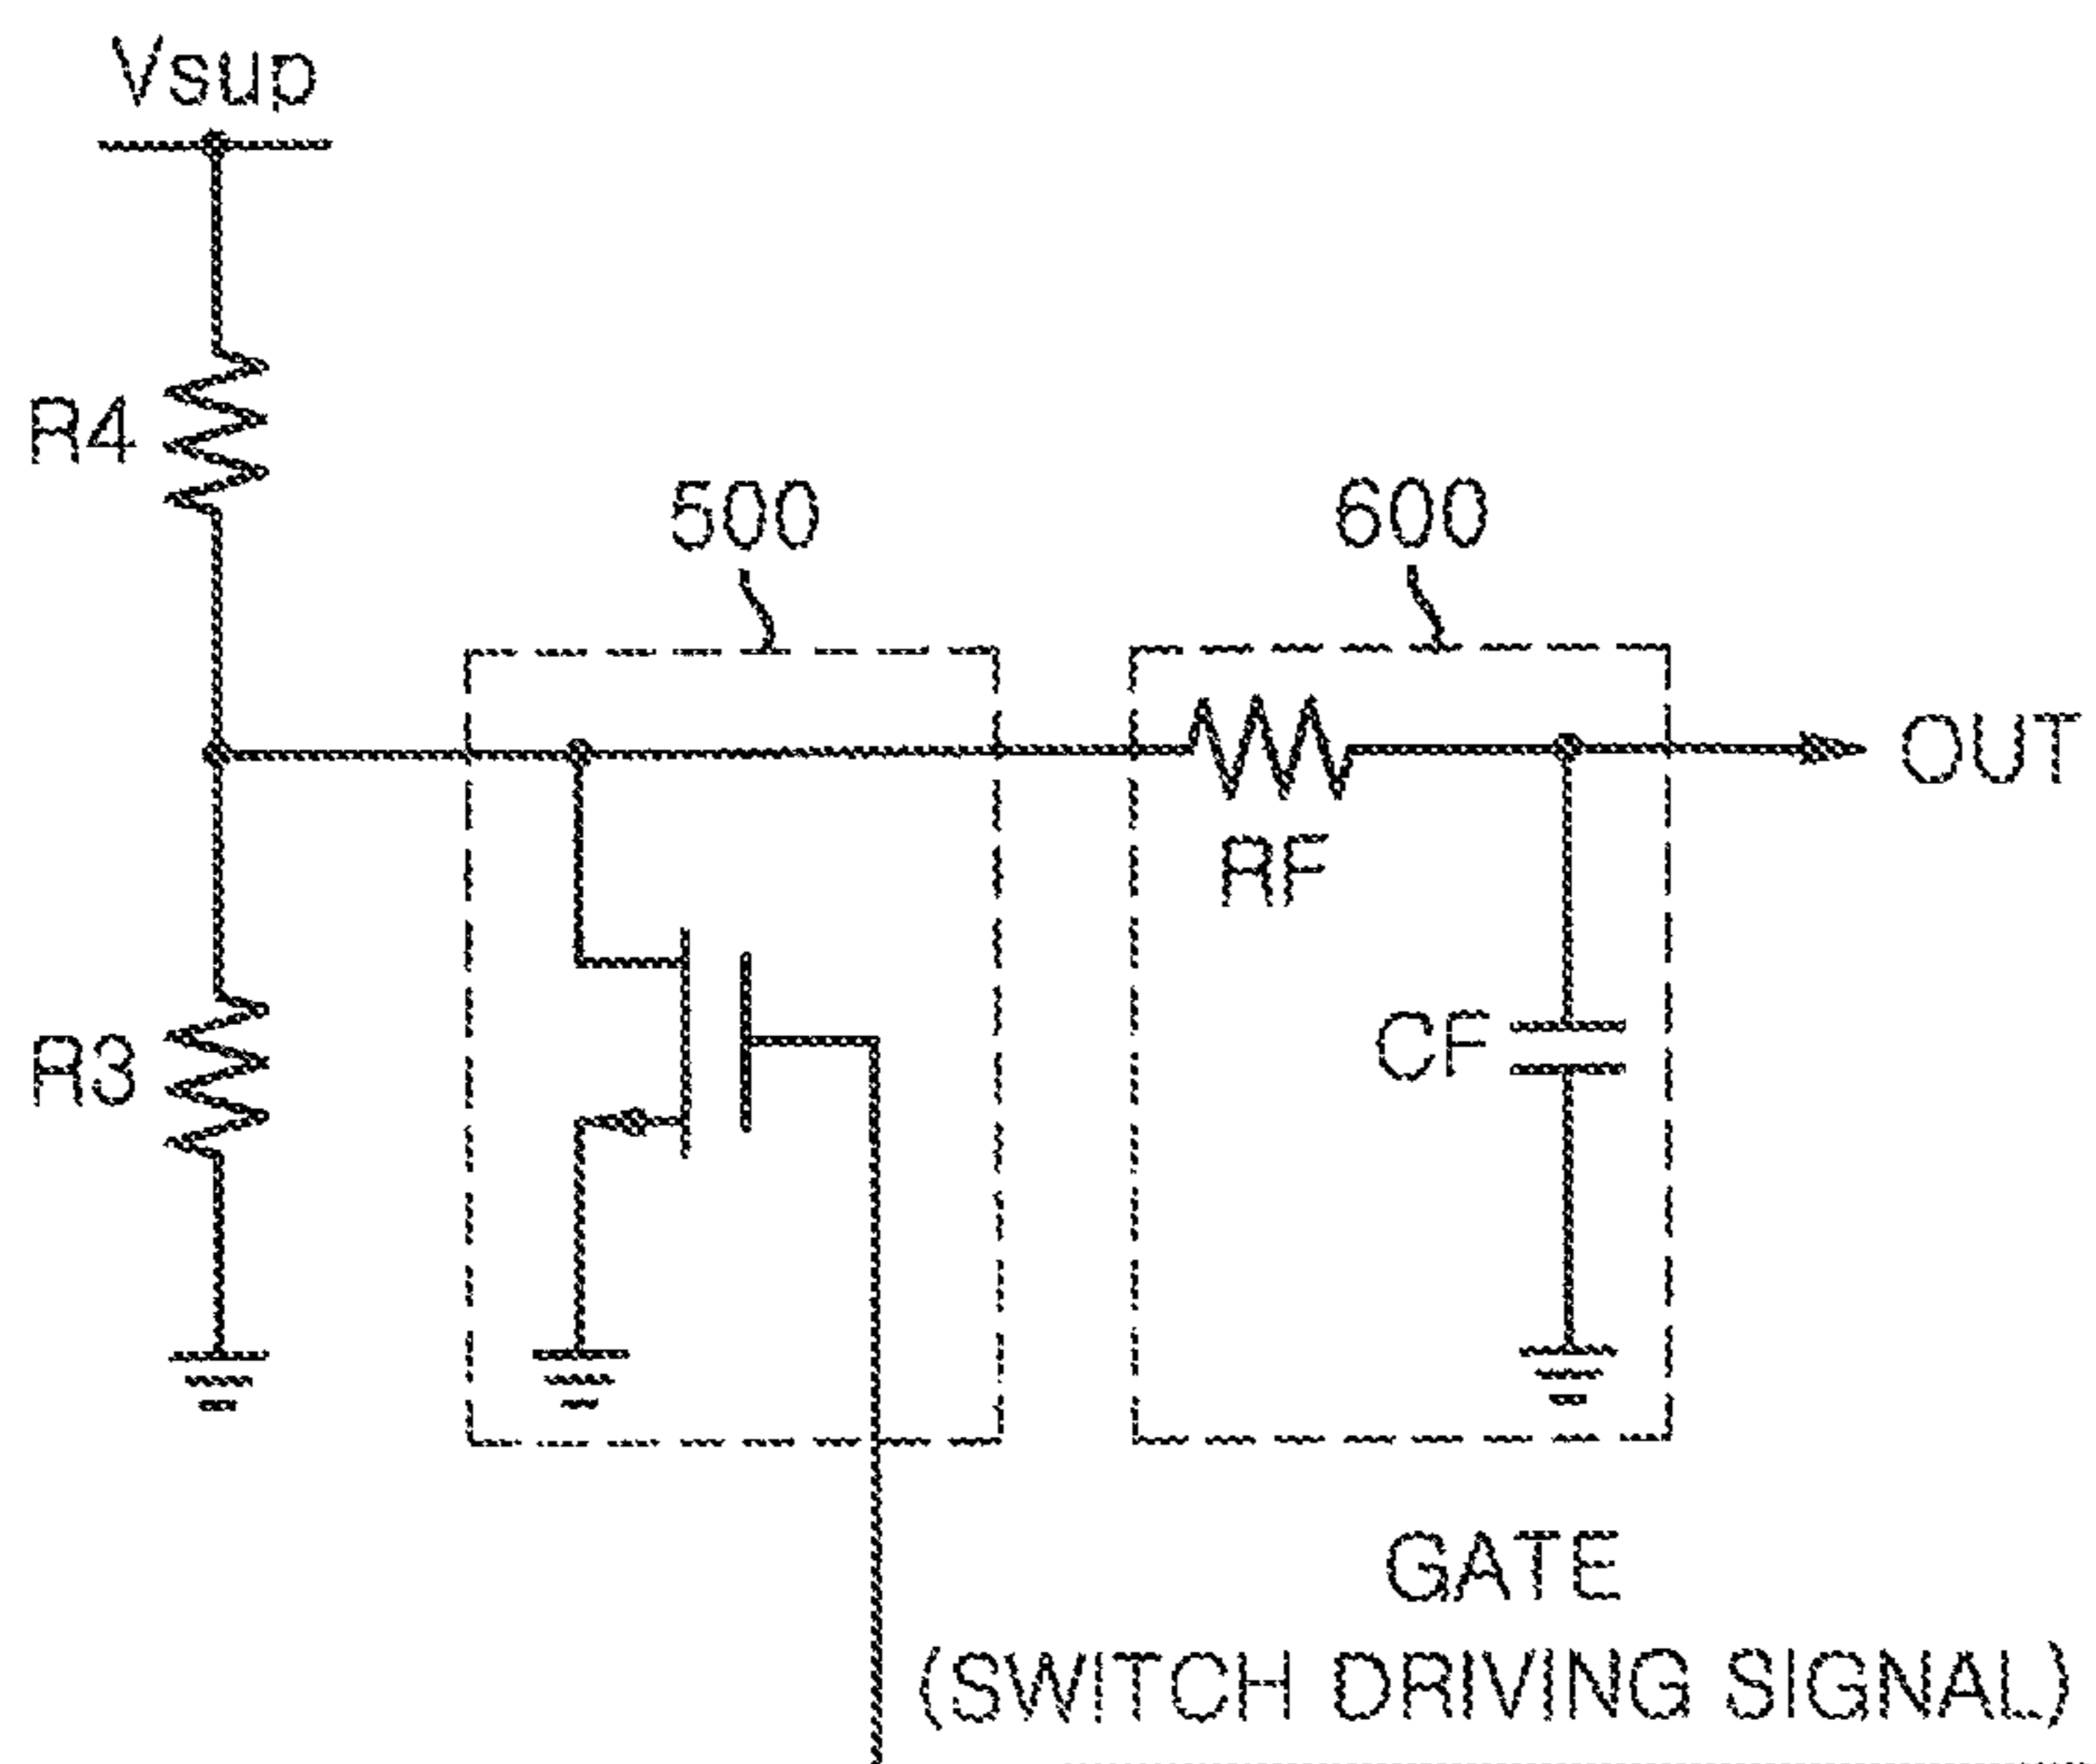 Vsup
R4
500
600
OUT
RF
R3
CF
GATE
(SWITCH DRIVING SIGNAL)